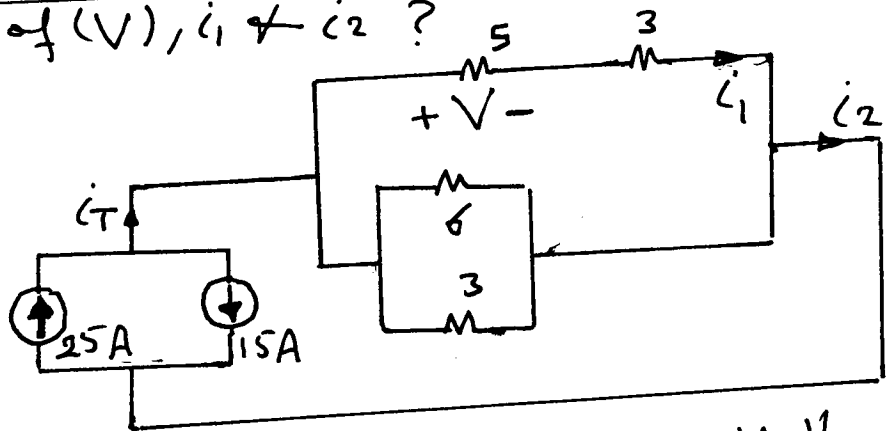 of (V), i₁ & i₂ ?
5
3
+ V -
i₁
i₂
iT
6
3
25A
15A